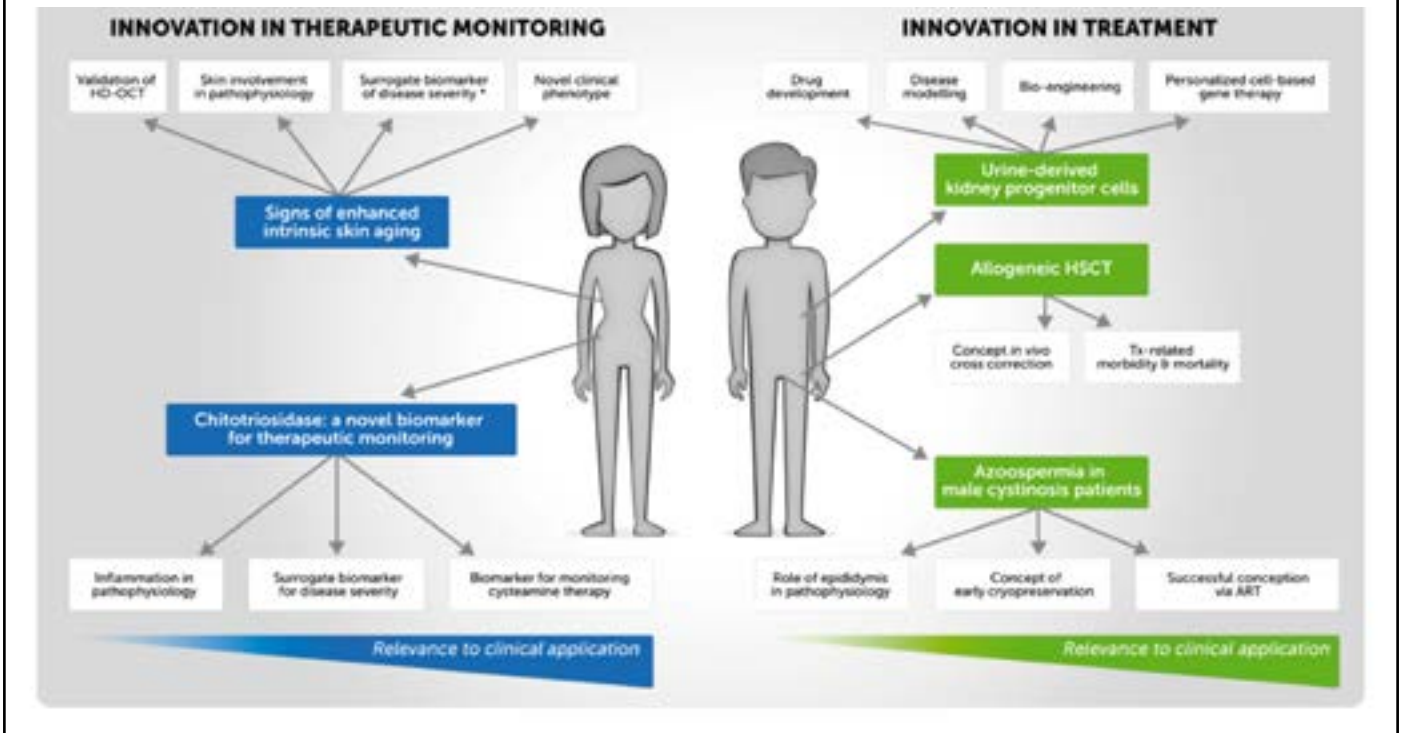 INNOVATION IN THERAPEUTIC MONITORING
Validation of
HD-OCT
Skin involvement
in pathophysiology
Surrogate biomarker
of disease severity *
Novel clinical
phenotype
Signs of enhanced
intrinsic skin aging
Chitotriosidase: a novel biomarker
for therapeutic monitoring
Inflammation in
pathophysiology
Surrogate biomarker
for disease severity
Biomarker for monitoring
cysteamine therapy
Relevance to clinical application
INNOVATION IN TREATMENT
Drug
development
Disease
modelling
Bio-engineering
Personalized cell-based
gene therapy
Urine-derived
kidney progenitor cells
Allogeneic HSCT
Concept in vivo
cross correction
Tx-related
morbidity & mortality
Azoospermia in
male cystinosis patients
Role of epididymis
in pathophysiology
Concept of
early cryopreservation
Successful conception
via ART
Relevance to clinical application